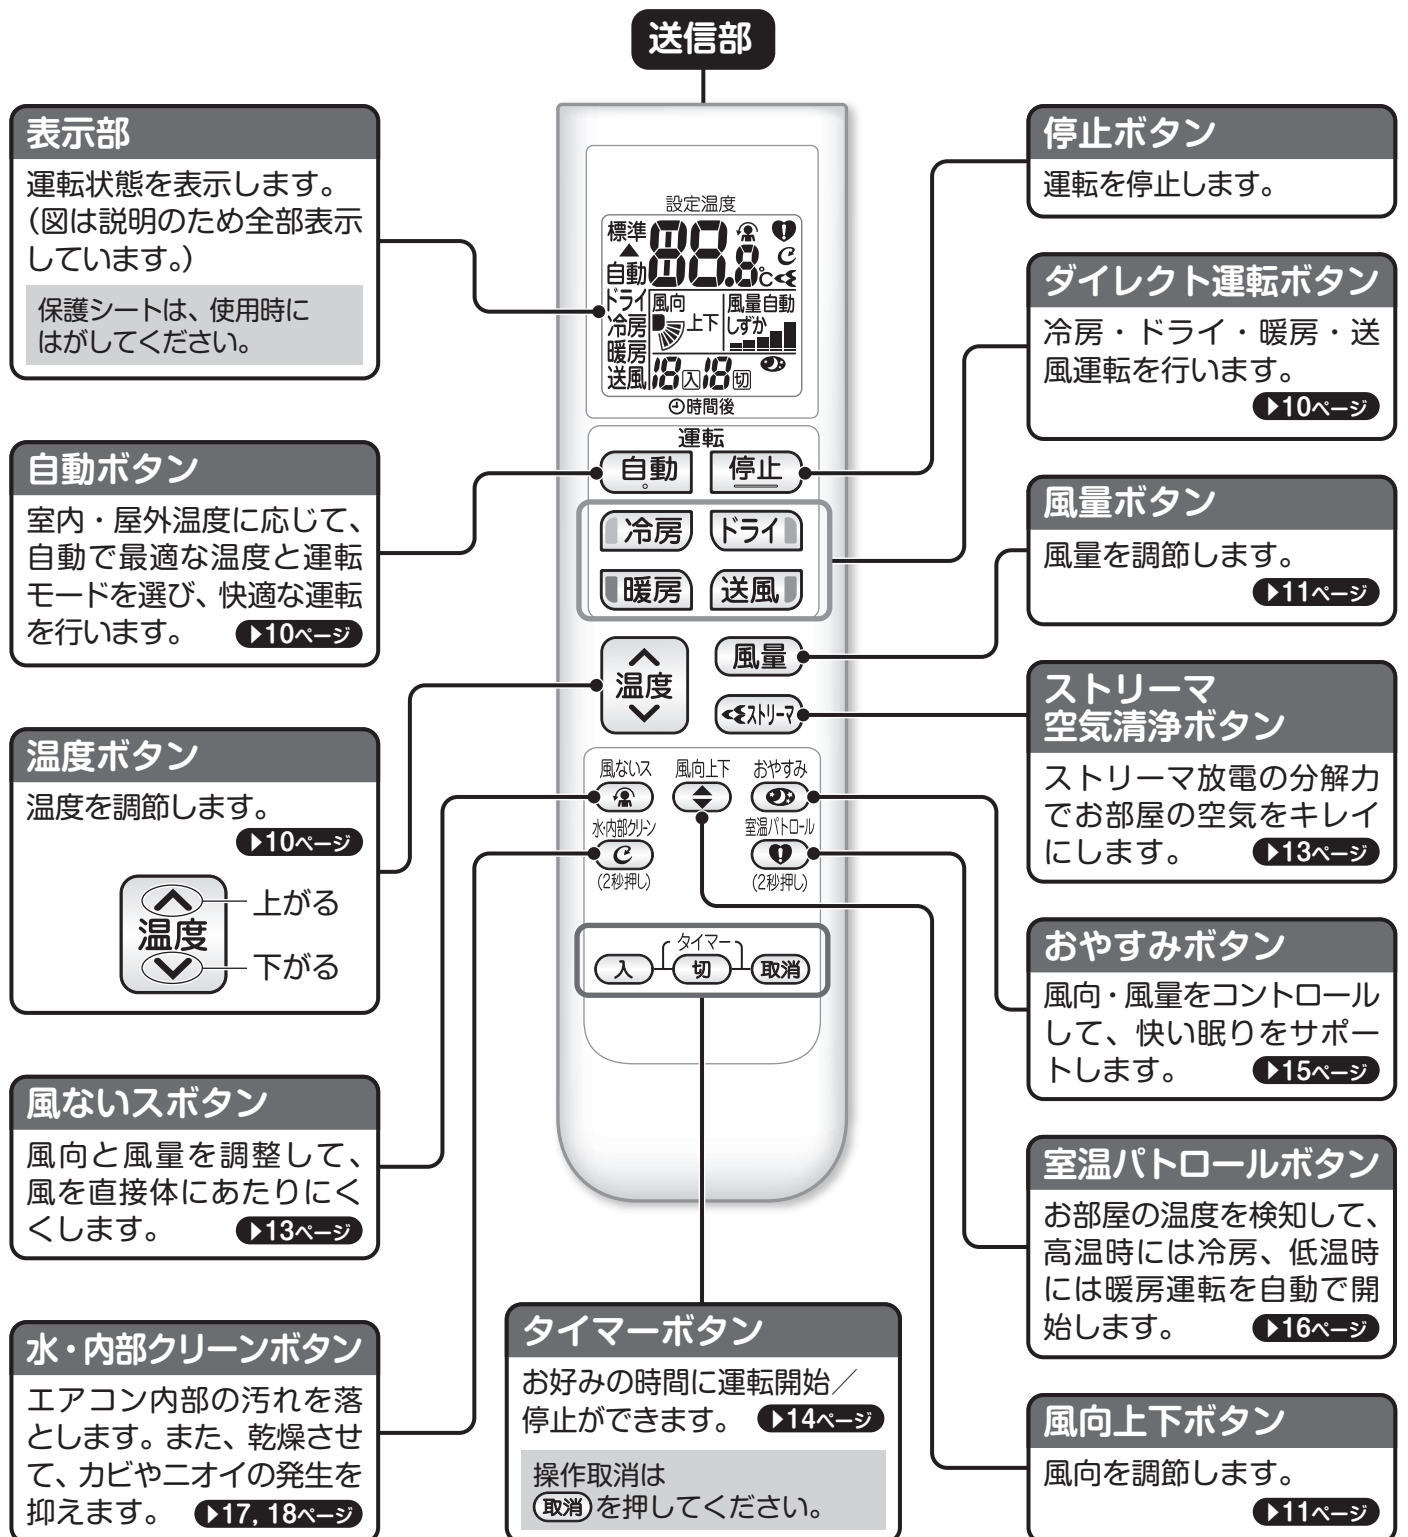 送信部
表示部
運転状態を表示します。
(図は説明のため全部表示
しています。)
保護シートは、使用時に
はがしてください。
自動ボタン
室内・屋外温度に応じて、
自動で最適な温度と運転
モードを選び、快適な運転
を行います。 10ページ
温度ボタン
温度を調節します。
10ページ
温度
上がる
下がる
風ないスボタン
風向と風量を調整して、
風を直接体にあたりにく
くします。 13ページ
水・内部クリーンボタン
エアコン内部の汚れを落
とします。また、乾燥させ
て、カビやニオイの発生を
抑えます。 17, 18ページ
設定温度
標準 88.8℃
自動
ドライ 風向 風量自動
冷房 上下 しずか
暖房
送風 18入 18切
時間後
運転
自動 停止
冷房 ドライ
暖房 送風
温度 風量
ストリーマ
風ないス 風向上下 おやすみ
水内部クリーン 室温パトロール
(2秒押し) (2秒押し)
タイマー
入 切 取消
タイマーボタン
お好みの時間に運転開始/
停止ができます。 14ページ
操作取消は
取消を押してください。
停止ボタン
運転を停止します。
ダイレクト運転ボタン
冷房・ドライ・暖房・送
風運転を行います。
10ページ
風量ボタン
風量を調節します。
11ページ
ストリーマ
空気清浄ボタン
ストリーマ放電の分解力
でお部屋の空気をキレイ
にします。 13ページ
おやすみボタン
風向・風量をコントロール
して、快い眠りをサポー
トします。 15ページ
室温パトロールボタン
お部屋の温度を検知して、
高温時には冷房、低温時
には暖房運転を自動で開
始します。 16ページ
風向上下ボタン
風向を調節します。
11ページ